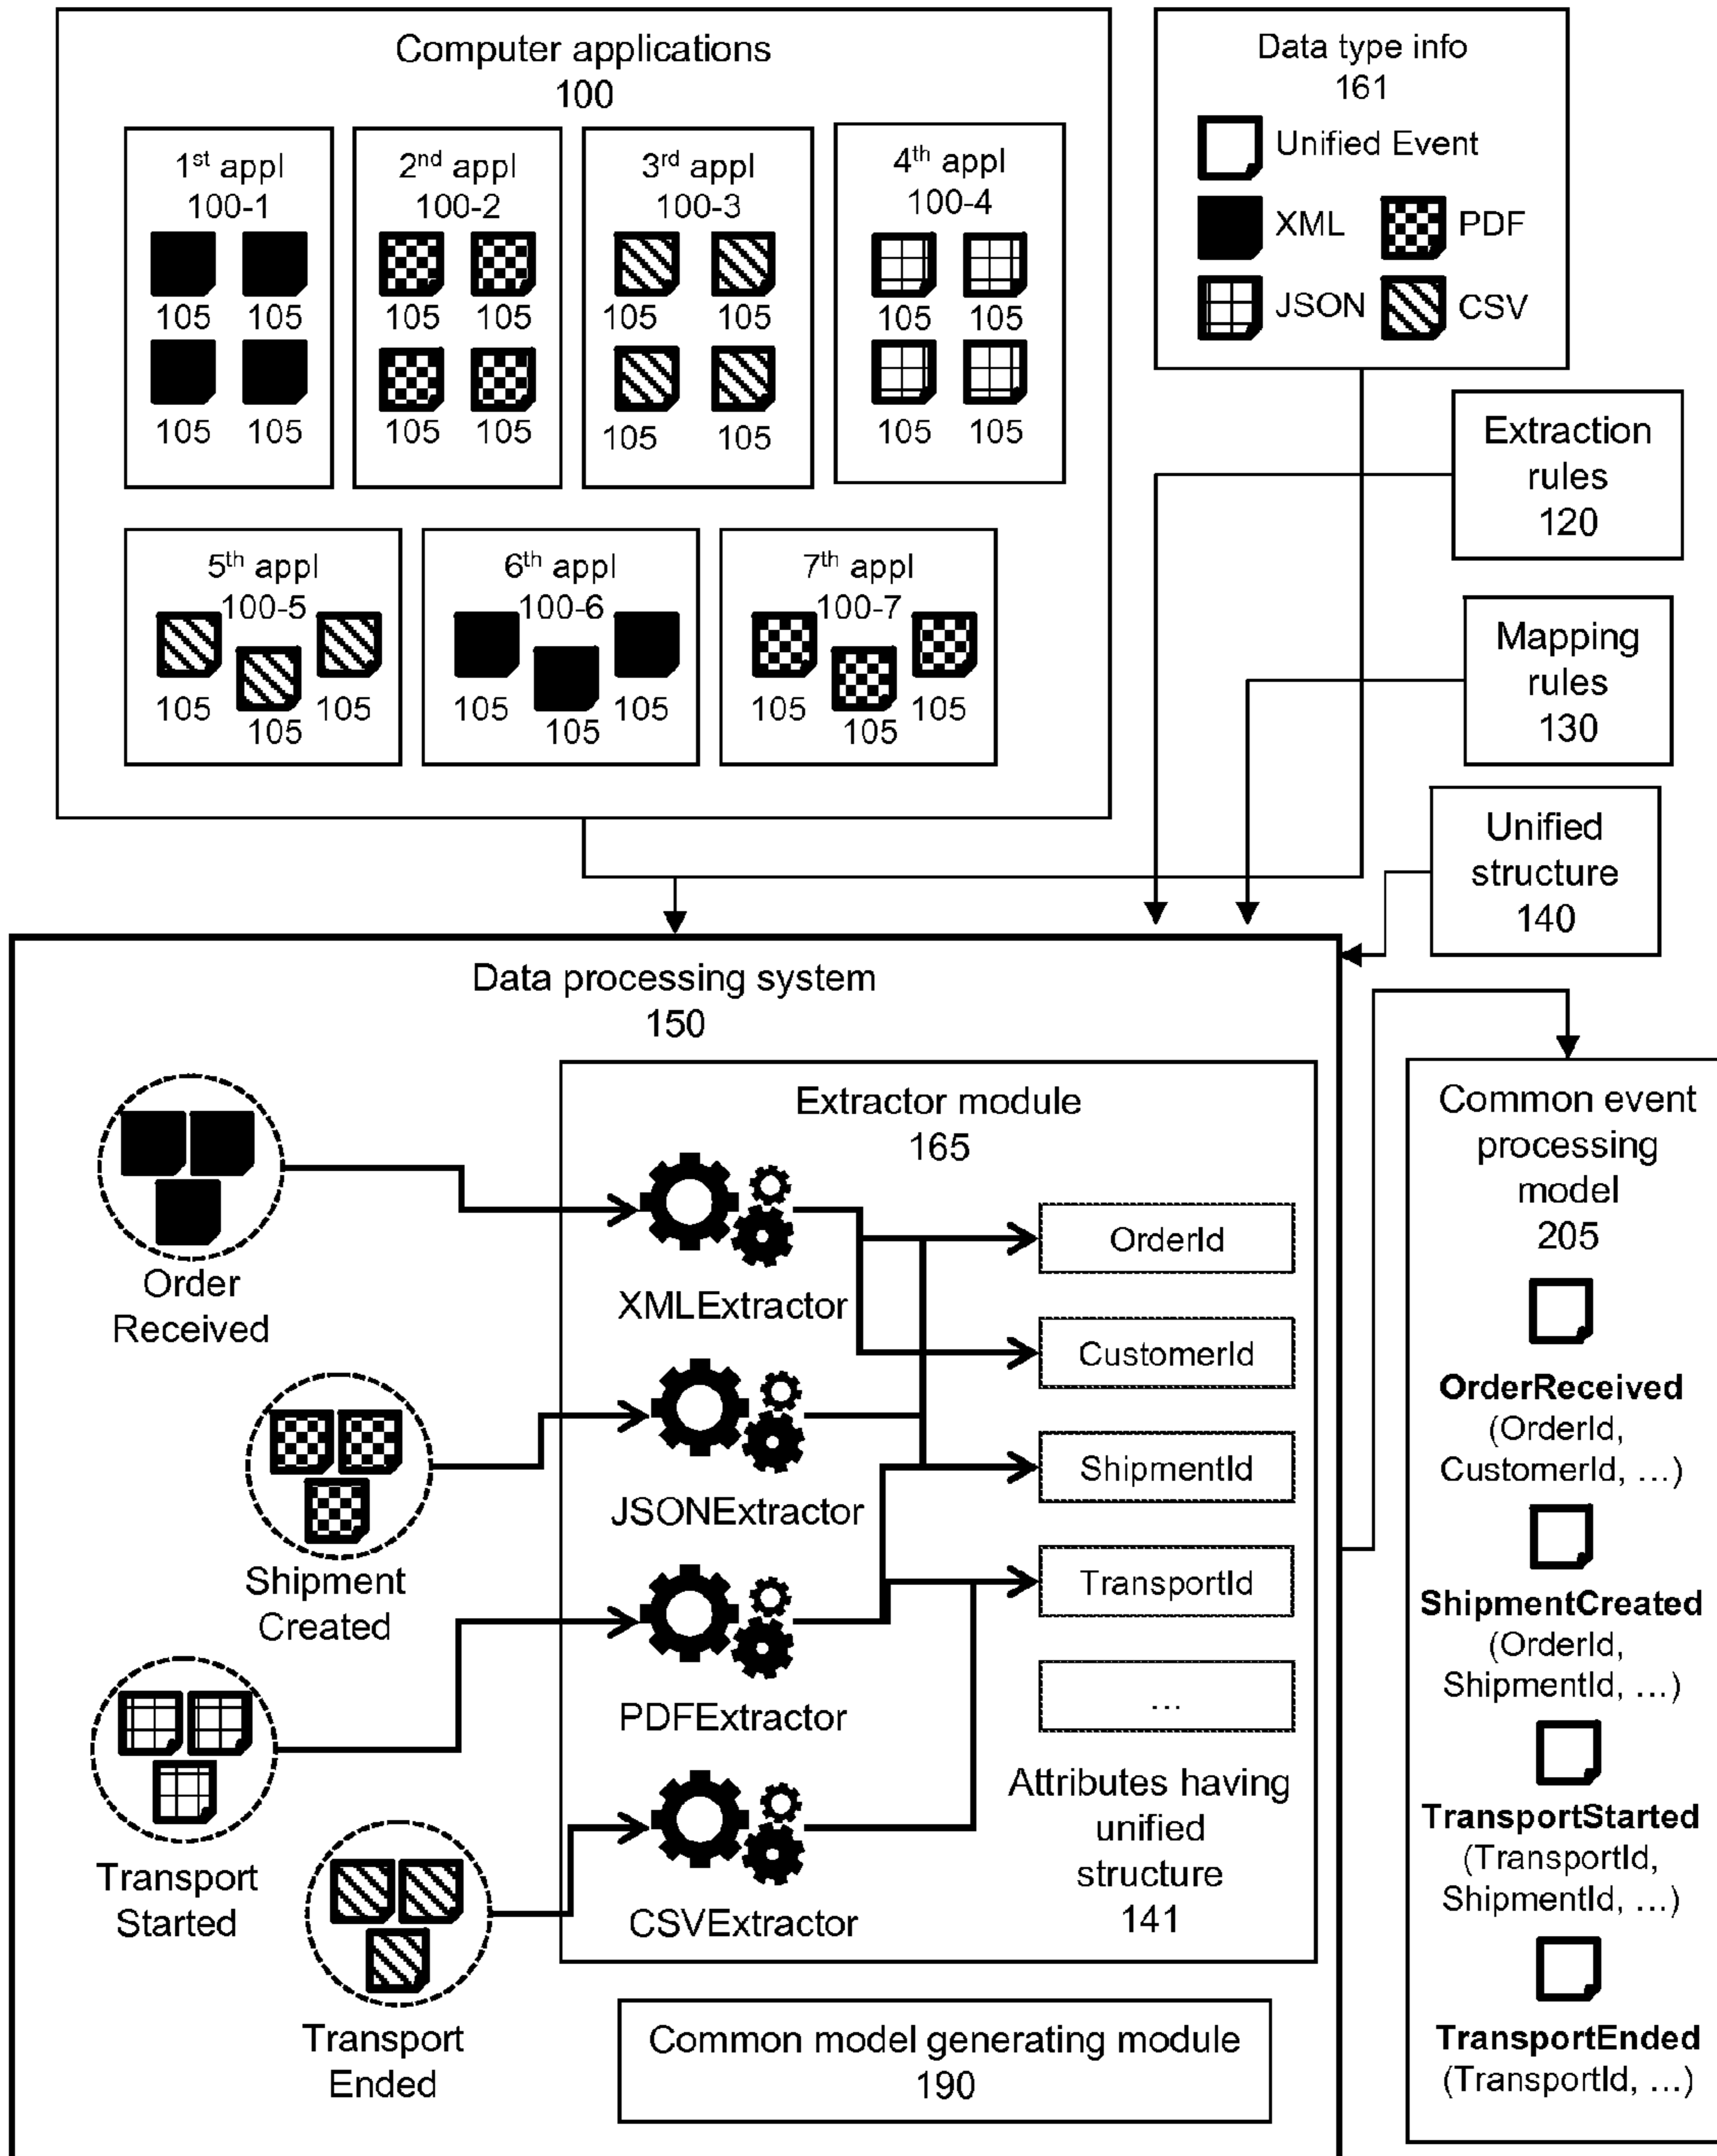 Computer applications
100
1st appl
100-1
105 105
105 105
2nd appl
100-2
105 105
105 105
3rd appl
100-3
105 105
105 105
4th appl
100-4
105 105
105 105
5th appl
100-5
105 105 105
6th appl
100-6
105 105 105
7th appl
100-7
105 105 105
Data type info
161
Unified Event
XML PDF
JSON CSV
Extraction
rules
120
Mapping
rules
130
Unified
structure
140
Data processing system
150
Order
Received
Shipment
Created
Transport
Started
Transport
Ended
Extractor module
165
XMLExtractor
JSONExtractor
PDFExtractor
CSVExtractor
OrderId
CustomerId
ShipmentId
TransportId
...
Attributes having
unified
structure
141
Common model generating module
190
Common event
processing
model
205
OrderReceived
(OrderId,
CustomerId, ...)
ShipmentCreated
(OrderId,
ShipmentId, ...)
TransportStarted
(TransportId,
ShipmentId, ...)
TransportEnded
(TransportId, ...)